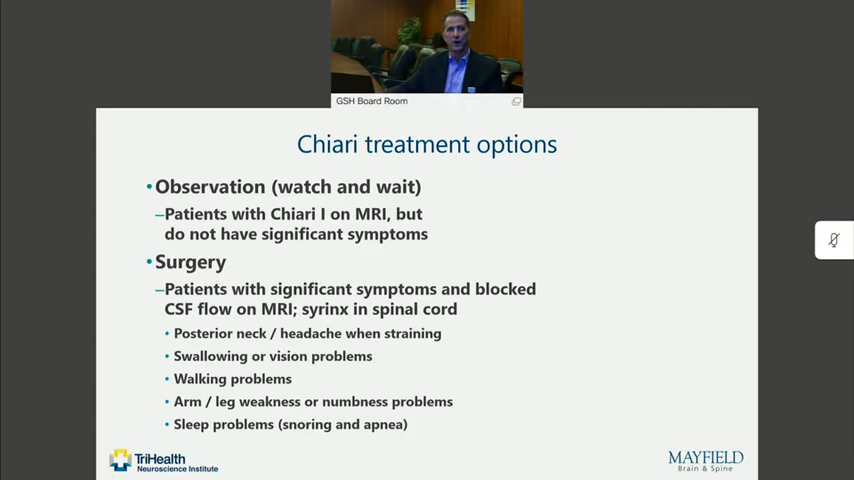 GSH Board Room
Chiari treatment options
•Observation (watch and wait)
–Patients with Chiari I on MRI, but
do not have significant symptoms
•Surgery
–Patients with significant symptoms and blocked
CSF flow on MRI; syrinx in spinal cord
• Posterior neck / headache when straining
• Swallowing or vision problems
• Walking problems
• Arm / leg weakness or numbness problems
• Sleep problems (snoring and apnea)
TriHealth
Neuroscience Institute
MAYFIELD
Brain & Spine